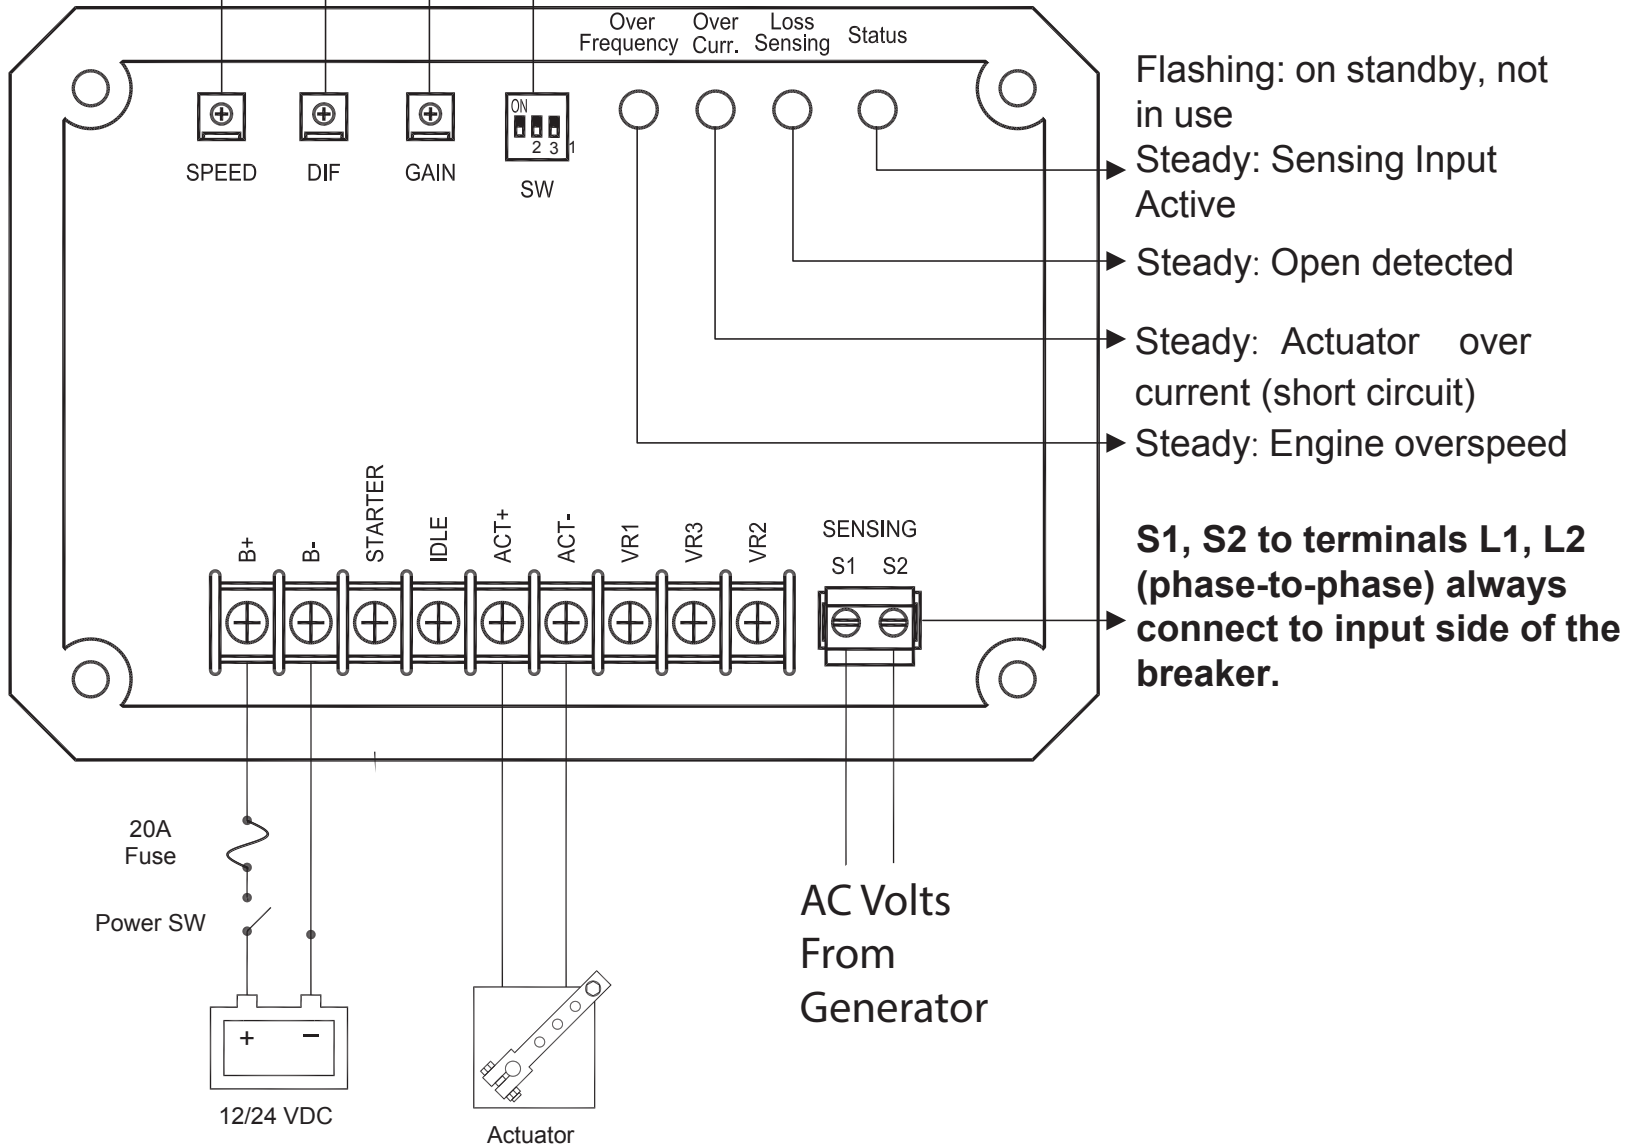 Over
Frequency
Over
Curr.
Loss
Sensing
Status
ON
2 3 1
SPEED
DIF
GAIN
SW
Flashing: on standby, not
in use
Steady: Sensing Input
Active
Steady: Open detected
Steady: Actuator over
current (short circuit)
Steady: Engine overspeed
B+
B-
STARTER
IDLE
ACT+
ACT-
VR1
VR3
VR2
SENSING
S1 S2
S1, S2 to terminals L1, L2
(phase-to-phase) always
connect to input side of the
breaker.
20A
Fuse
Power SW
+ −
12/24 VDC
Actuator
AC Volts
From
Generator